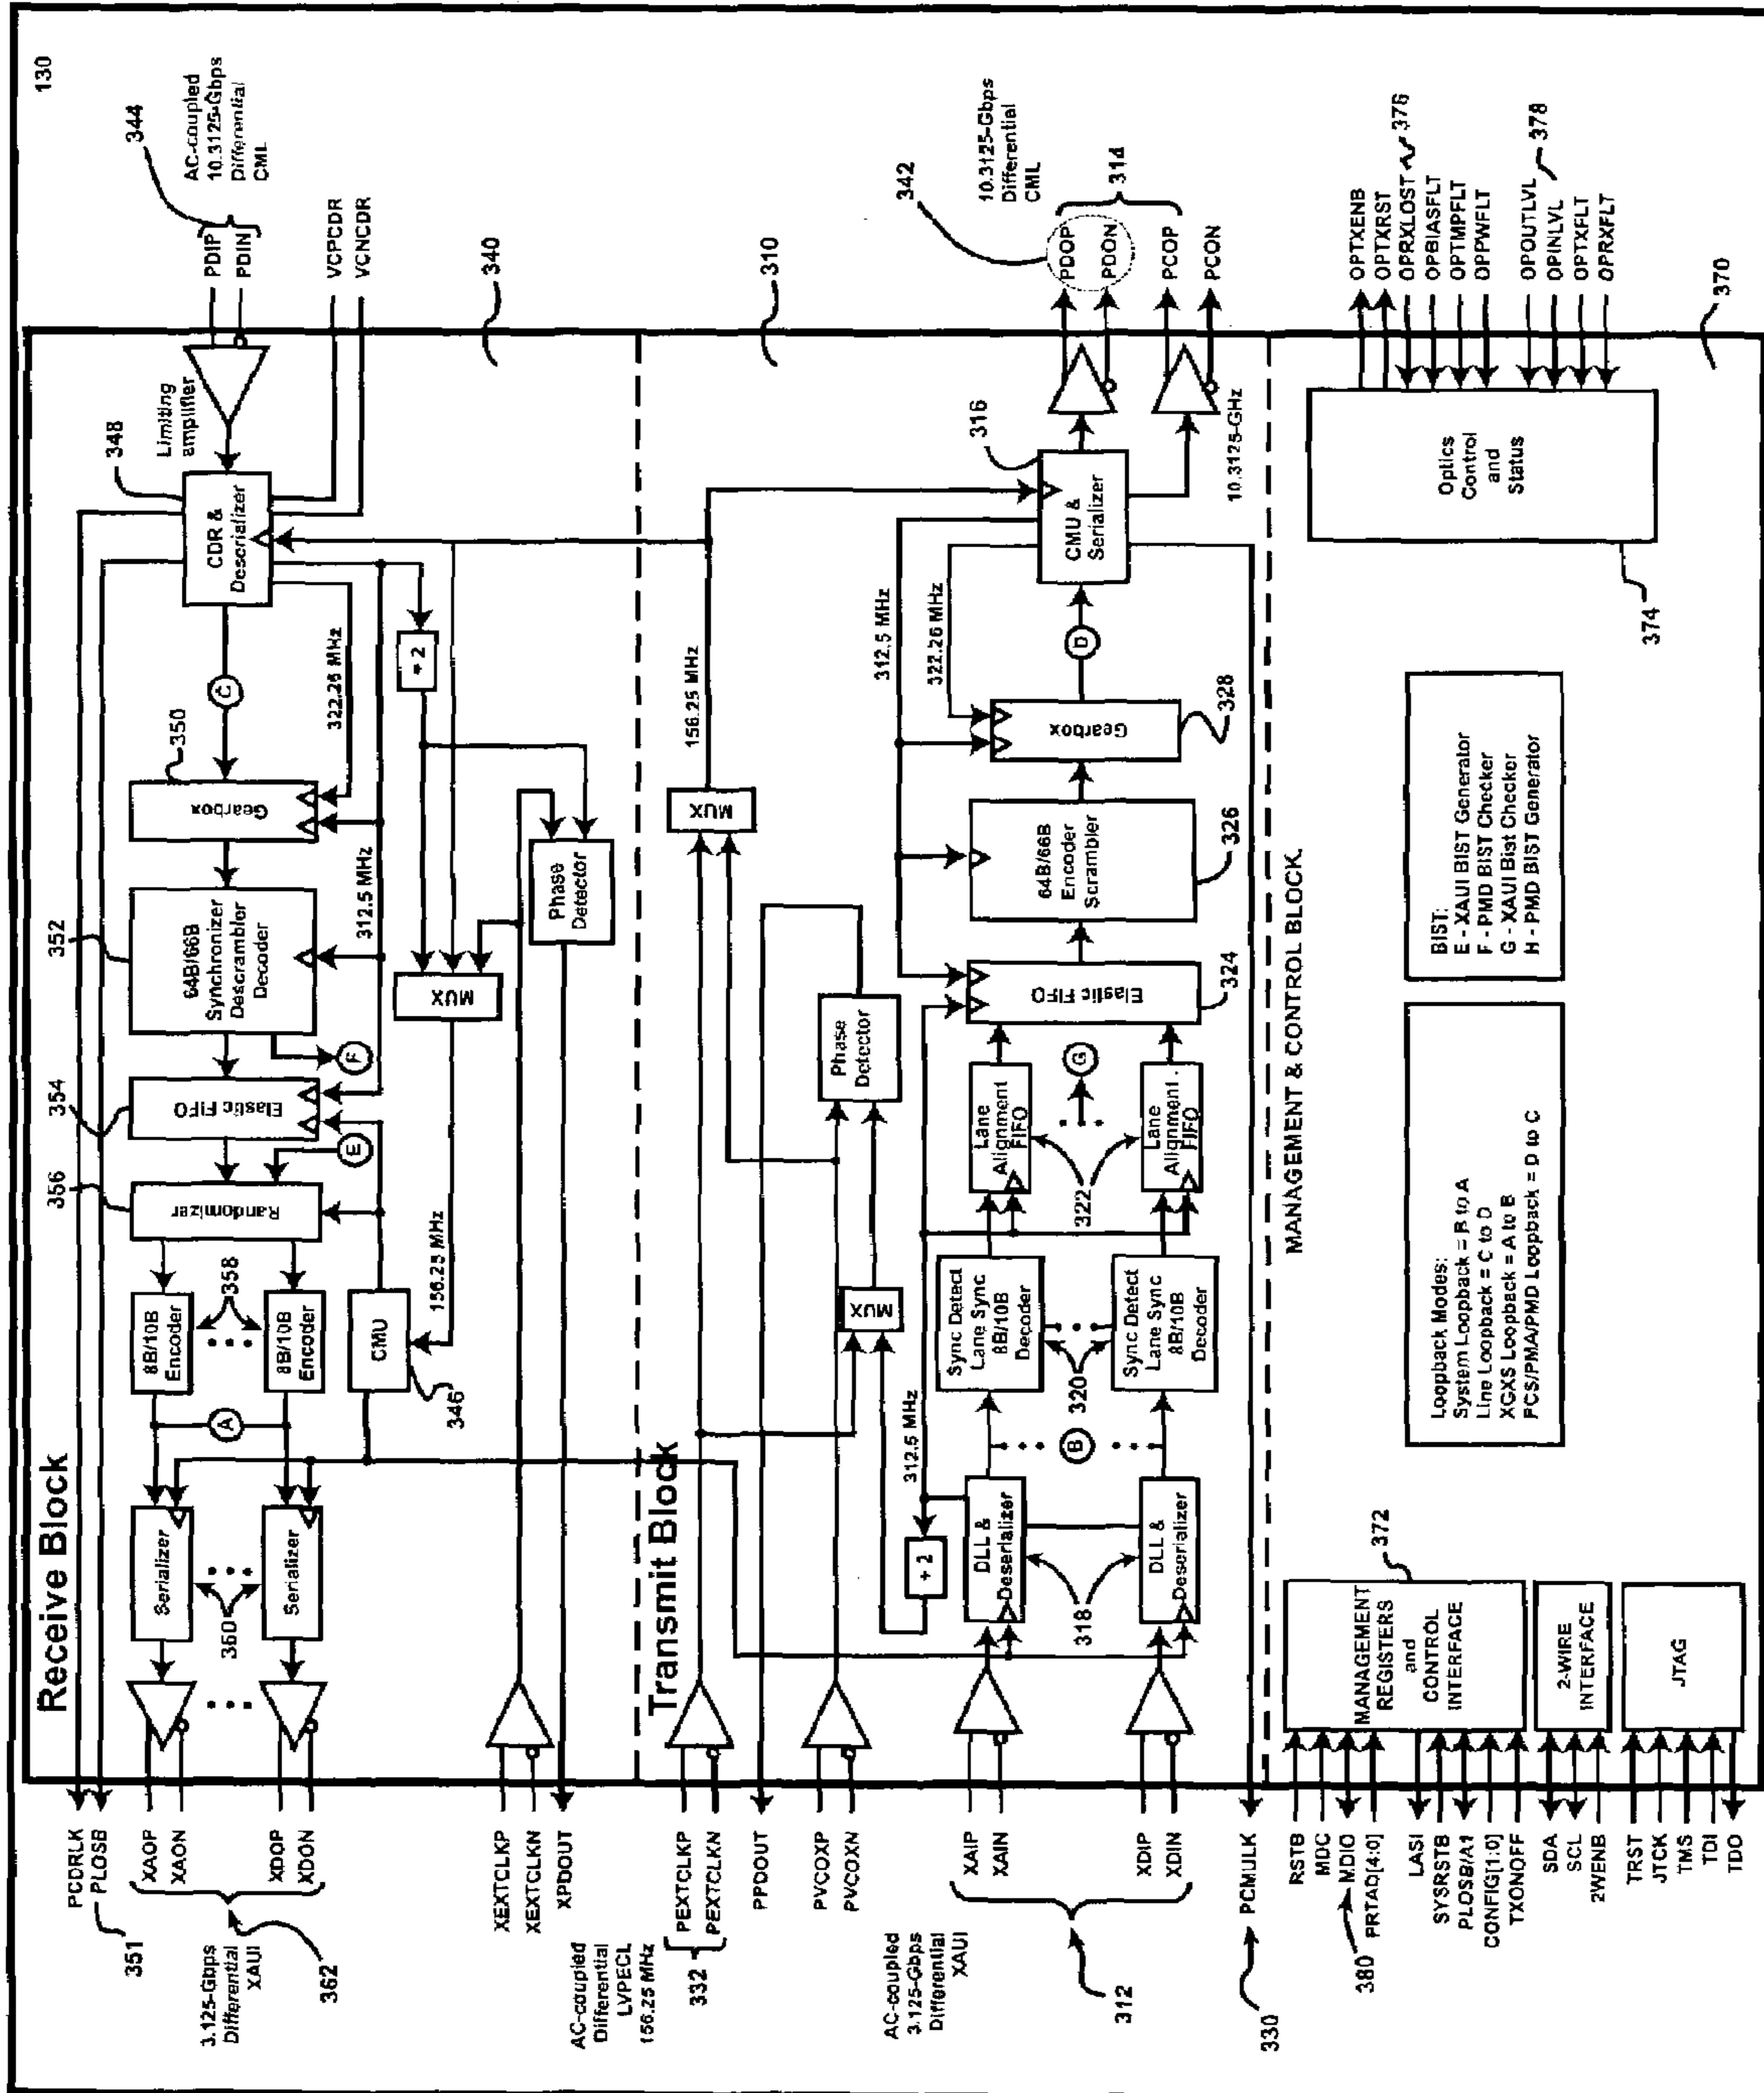 130
Receive Block
PCDRLK
PLOSB
351
XAOP
XAON
XDOP
XDON
3.125-Gbps
Differential
XAUI
362
Serializer
360
Serializer
A
8B/10B
Encoder
358
8B/10B
Encoder
CMU
346
356
Randomizer
E
354
Elastic FIFO
F
352
64B/66B
Synchronizer
Descrambler
Decoder
312.5 MHz
350
Gearbox
322.26 MHz
C
348
CDR &
Deserializer
Limiting
amplifier
344
AC-coupled
10.3125-Gbps
Differential
CML
PDIP
PDIN
VCPCDR
VCNCDR
÷ 2
MUX
Phase
Detector
156.25 MHz
XEXTCLKP
XEXTCLKN
XPDOUT
340
Transmit Block
AC-coupled
Differential
LVPECL
156.25 MHz
PEXTCLKP
PEXTCLKN
332
PPDOUT
PVCOXP
PVCOXN
MUX
Phase
Detector
MUX
156.25 MHz
310
AC-coupled
3.125-Gbps
Differential
XAUI
312
XAIP
XAIN
XDIP
XDIN
330
PCMULK
÷ 2
312.5 MHz
DLL &
Deserializer
318
DLL &
Deserializer
B
Sync Detect
Lane Sync
8B/10B
Decoder
320
Sync Detect
Lane Sync
8B/10B
Decoder
Lane
Alignment
FIFO
322
G
Lane
Alignment
FIFO
Elastic FIFO
324
64B/66B
Encoder
Scrambler
326
312.5 MHz
322.26 MHz
Gearbox
328
D
CMU &
Serializer
316
10.3125-GHz
342
10.3125-Gbps
Differential
CML
PDOP
PDON
314
PCOP
PCON
MANAGEMENT & CONTROL BLOCK.
RSTB
MDC
380
MDIO
PRTAD[4:0]
LASI
SYSRSTB
PLOSB/A1
CONFIG[1:0]
TXONOFF
SDA
SCL
2WENB
TRST
JTCK
TMS
TDI
TDO
372
MANAGEMENT
REGISTERS
and
CONTROL
INTERFACE
2-WIRE
INTERFACE
JTAG
Loopback Modes:
System Loopback = B to A
Line Loopback = C to D
XGXS Loopback = A to B
PCS/PMA/PMD Loopback = D to C
BIST:
E - XAUI BIST Generator
F - PMD BIST Checker
G - XAUI Bist Checker
H - PMD BIST Generator
374
Optics
Control
and
Status
OPTXENB
OPTXRST
OPRXLOST
376
OPBIASFLT
OPTMPFLT
OPPWFLT
OPOUTLVL
378
OPINLVL
OPTXFLT
OPRXFLT
370